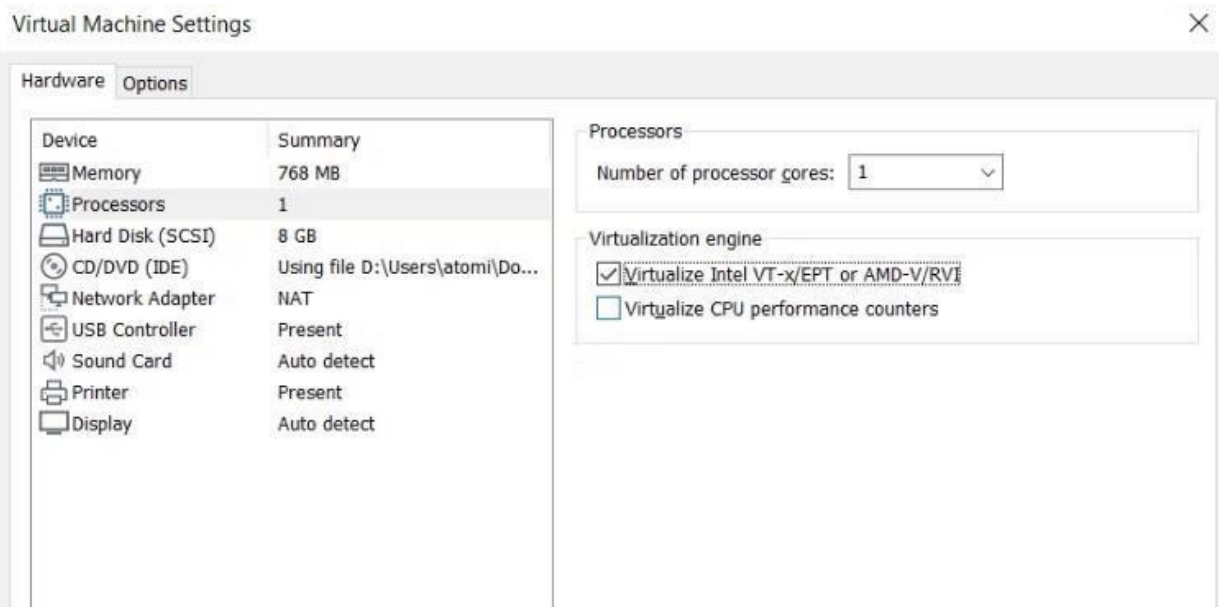 Virtual Machine Settings
Hardware Options
Device Summary
Memory 768 MB
Processors 1
Hard Disk (SCSI) 8 GB
CD/DVD (IDE) Using file D:\Users\atomi\Do...
Network Adapter NAT
USB Controller Present
Sound Card Auto detect
Printer Present
Display Auto detect
Processors
Number of processor cores: 1
Virtualization engine
Virtualize Intel VT-x/EPT or AMD-V/RVI
Virtualize CPU performance counters